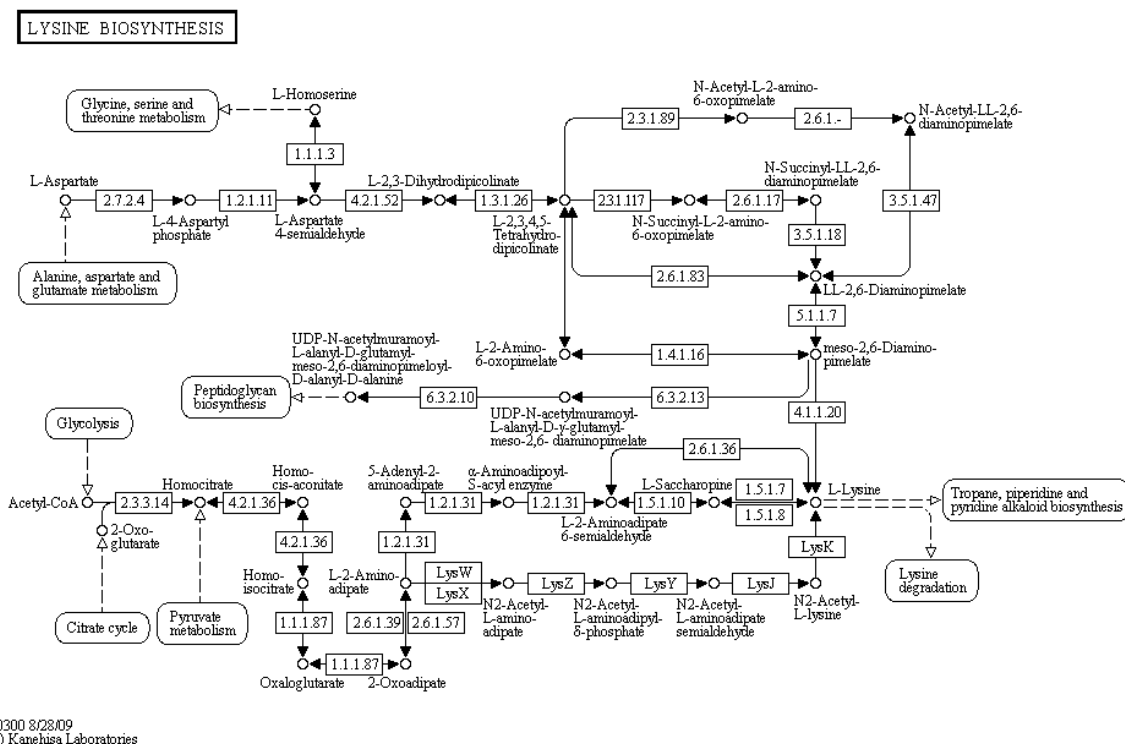 LYSINE BIOSYNTHESIS
N-Acetyl-L-2-amino-
6-oxopimelate
Glycine, serine and
threonine metabolism
L-Homoserine
2.3.1.89
2.6.1.-
N-Acetyl-LL-2,6-
diaminopimelate
1.1.1.3
L-Aspartate
L-2,3-Dihydrodipicolinate
N-Succinyl-LL-2,6-
diaminopimelate
2.7.2.4
1.2.1.11
4.2.1.52
1.3.1.26
2.3.1.117
2.6.1.17
3.5.1.47
L-4-Aspartyl
phosphate
L-Aspartate
4-semialdehyde
L-2,3,4,5-
Tetrahydro-
dipicolinate
N-Succinyl-L-2-amino-
6-oxopimelate
3.5.1.18
Alanine, aspartate and
glutamate metabolism
2.6.1.83
LL-2,6-Diaminopimelate
5.1.1.7
UDP-N-acetylmuramoyl-
L-alanyl-D-glutamyl-
meso-2,6-diaminopimeloyl-
D-alanyl-D-alanine
L-2-Amino-
6-oxopimelate
1.4.1.16
meso-2,6-Diamino-
pimelate
Peptidoglycan
biosynthesis
6.3.2.10
6.3.2.13
UDP-N-acetylmuramoyl-
L-alanyl-D-γ-glutamyl-
meso-2,6- diaminopimelate
4.1.1.20
Glycolysis
2.6.1.36
Homocitrate
Homo-
cis-aconitate
5-Adenyl-2-
aminoadipate
α-Aminoadipoyl-
S-acyl enzyme
L-Saccharopine
1.5.1.7
L-Lysine
Acetyl-CoA
2.3.3.14
4.2.1.36
1.2.1.31
1.2.1.31
1.5.1.10
1.5.1.8
Tropane, piperidine and
pyridine alkaloid biosynthesis
2-Oxo-
glutarate
L-2-Aminoadipate
6-semialdehyde
4.2.1.36
1.2.1.31
LysK
Homo-
isocitrate
L-2-Amino-
adipate
LysW
LysX
LysZ
LysY
LysJ
Lysine
degradation
N2-Acetyl-
L-amino-
adipate
N2-Acetyl-
L-aminoadipyl-
δ-phosphate
N2-Acetyl-
L-aminoadipate
semialdehyde
N2-Acetyl-
L-lysine
Citrate cycle
Pyruvate
metabolism
1.1.1.87
2.6.1.39
2.6.1.57
1.1.1.87
Oxaloglutarate
2-Oxoadipate
0300 8/28/09
) Kanehisa Laboratories